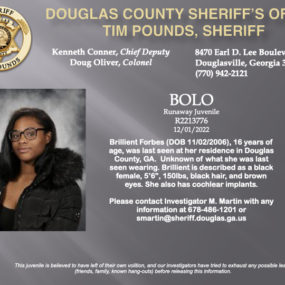 DOUGLAS COUNTY SHERIFF'S OF
TIM POUNDS, SHERIFF
Kenneth Conner, Chief Deputy
Doug Oliver, Colonel
8470 Earl D. Lee Boulev
Douglasville, Georgia 3
(770) 942-2121
BOLO
Runaway Juvenile
R2213776
12/01/2022
Brillient Forbes (DOB 11/02/2006), 16 years of
age, was last seen at her residence in Douglas
County, GA. Unknown of what she was last
seen wearing. Brillient is described as a black
female, 5'6", 150lbs, black hair, and brown
eyes. She also has cochlear implants.
Please contact Investigator M. Martin with any
information at 678-486-1201 or
smartin@sheriff.douglas.ga.us
This juvenile is believed to have left of their own volition, and our investigators have tried to exhaust any possible lea
(friends, family, known hang-outs) before releasing this information.